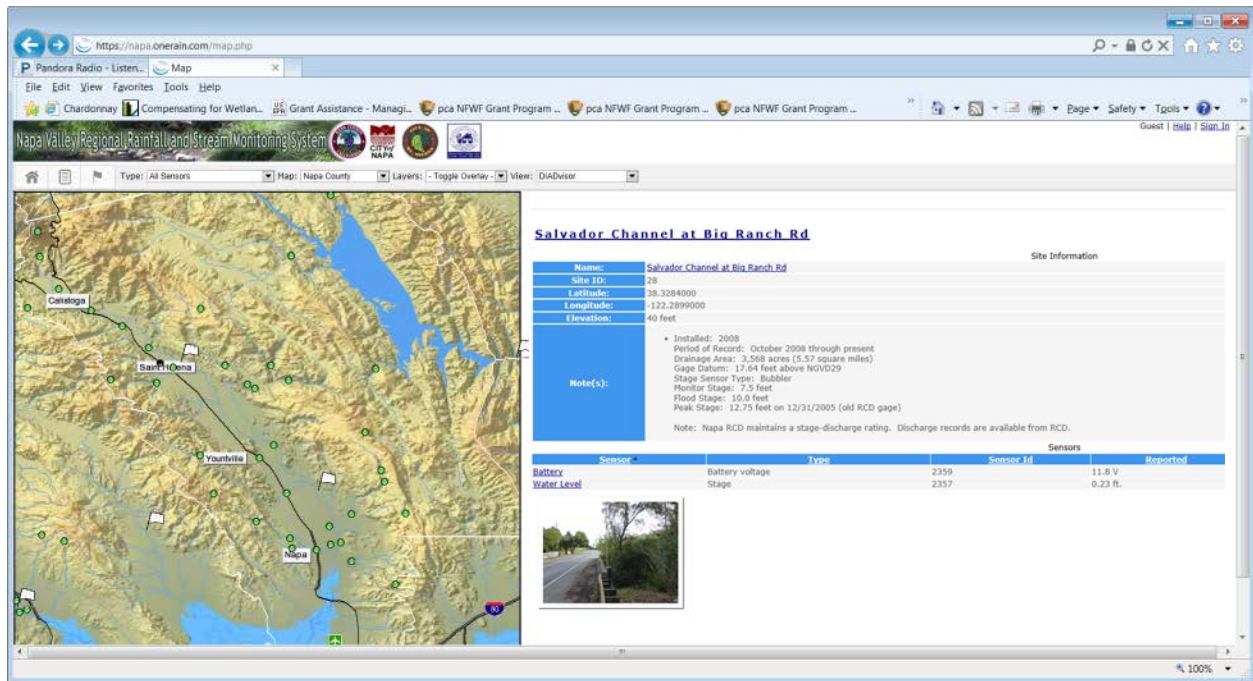 https://napa.onerain.com/map.php
Pandora Radio - Listen... Map
File Edit View Favorites Tools Help
Chardonnay Compensating for Wetlan... Grant Assistance - Managi... pca NFWF Grant Program ... pca NFWF Grant Program ... pca NFWF Grant Program ... Page Safety Tools
Napa Valley Regional Rainfall and Stream Monitoring System CITY of NAPA
Guest | Help | Sign In
Type: All Sensors Map: Napa County Layers: - Toggle Overlay - View: DIADvisor
Calistoga
Saint Helena
Yountville
Napa
80
Salvador Channel at Big Ranch Rd
Site Information
Name: Salvador Channel at Big Ranch Rd
Site ID: 28
Latitude: 38.3284000
Longitude: -122.2899000
Elevation: 40 feet
Note(s):
• Installed: 2008
Period of Record: October 2008 through present
Drainage Area: 3,568 acres (5.57 square miles)
Gage Datum: 17.64 feet above NGVD29
Stage Sensor Type: Bubbler
Monitor Stage: 7.5 feet
Flood Stage: 10.0 feet
Peak Stage: 12.75 feet on 12/31/2005 (old RCD gage)
Note: Napa RCD maintains a stage-discharge rating. Discharge records are available from RCD.
Sensors
Sensor Type Sensor Id Reported
Battery Battery voltage 2359 11.8 V
Water Level Stage 2357 0.23 ft.
100%